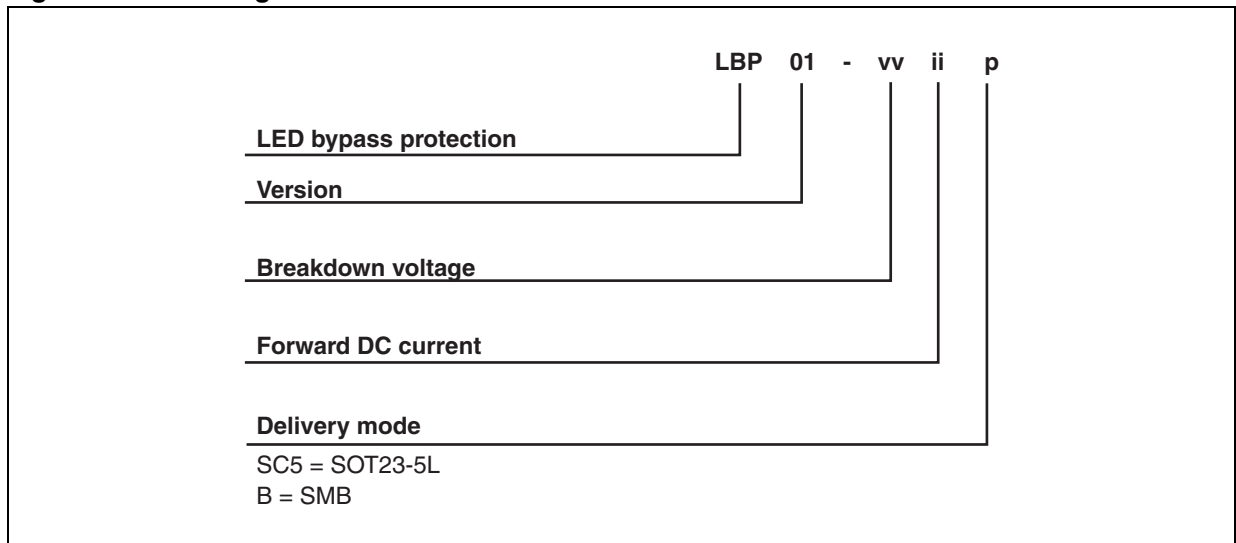 LBP 01 - vv ii p
LED bypass protection
Version
Breakdown voltage
Forward DC current
Delivery mode
SC5 = SOT23-5L
B = SMB